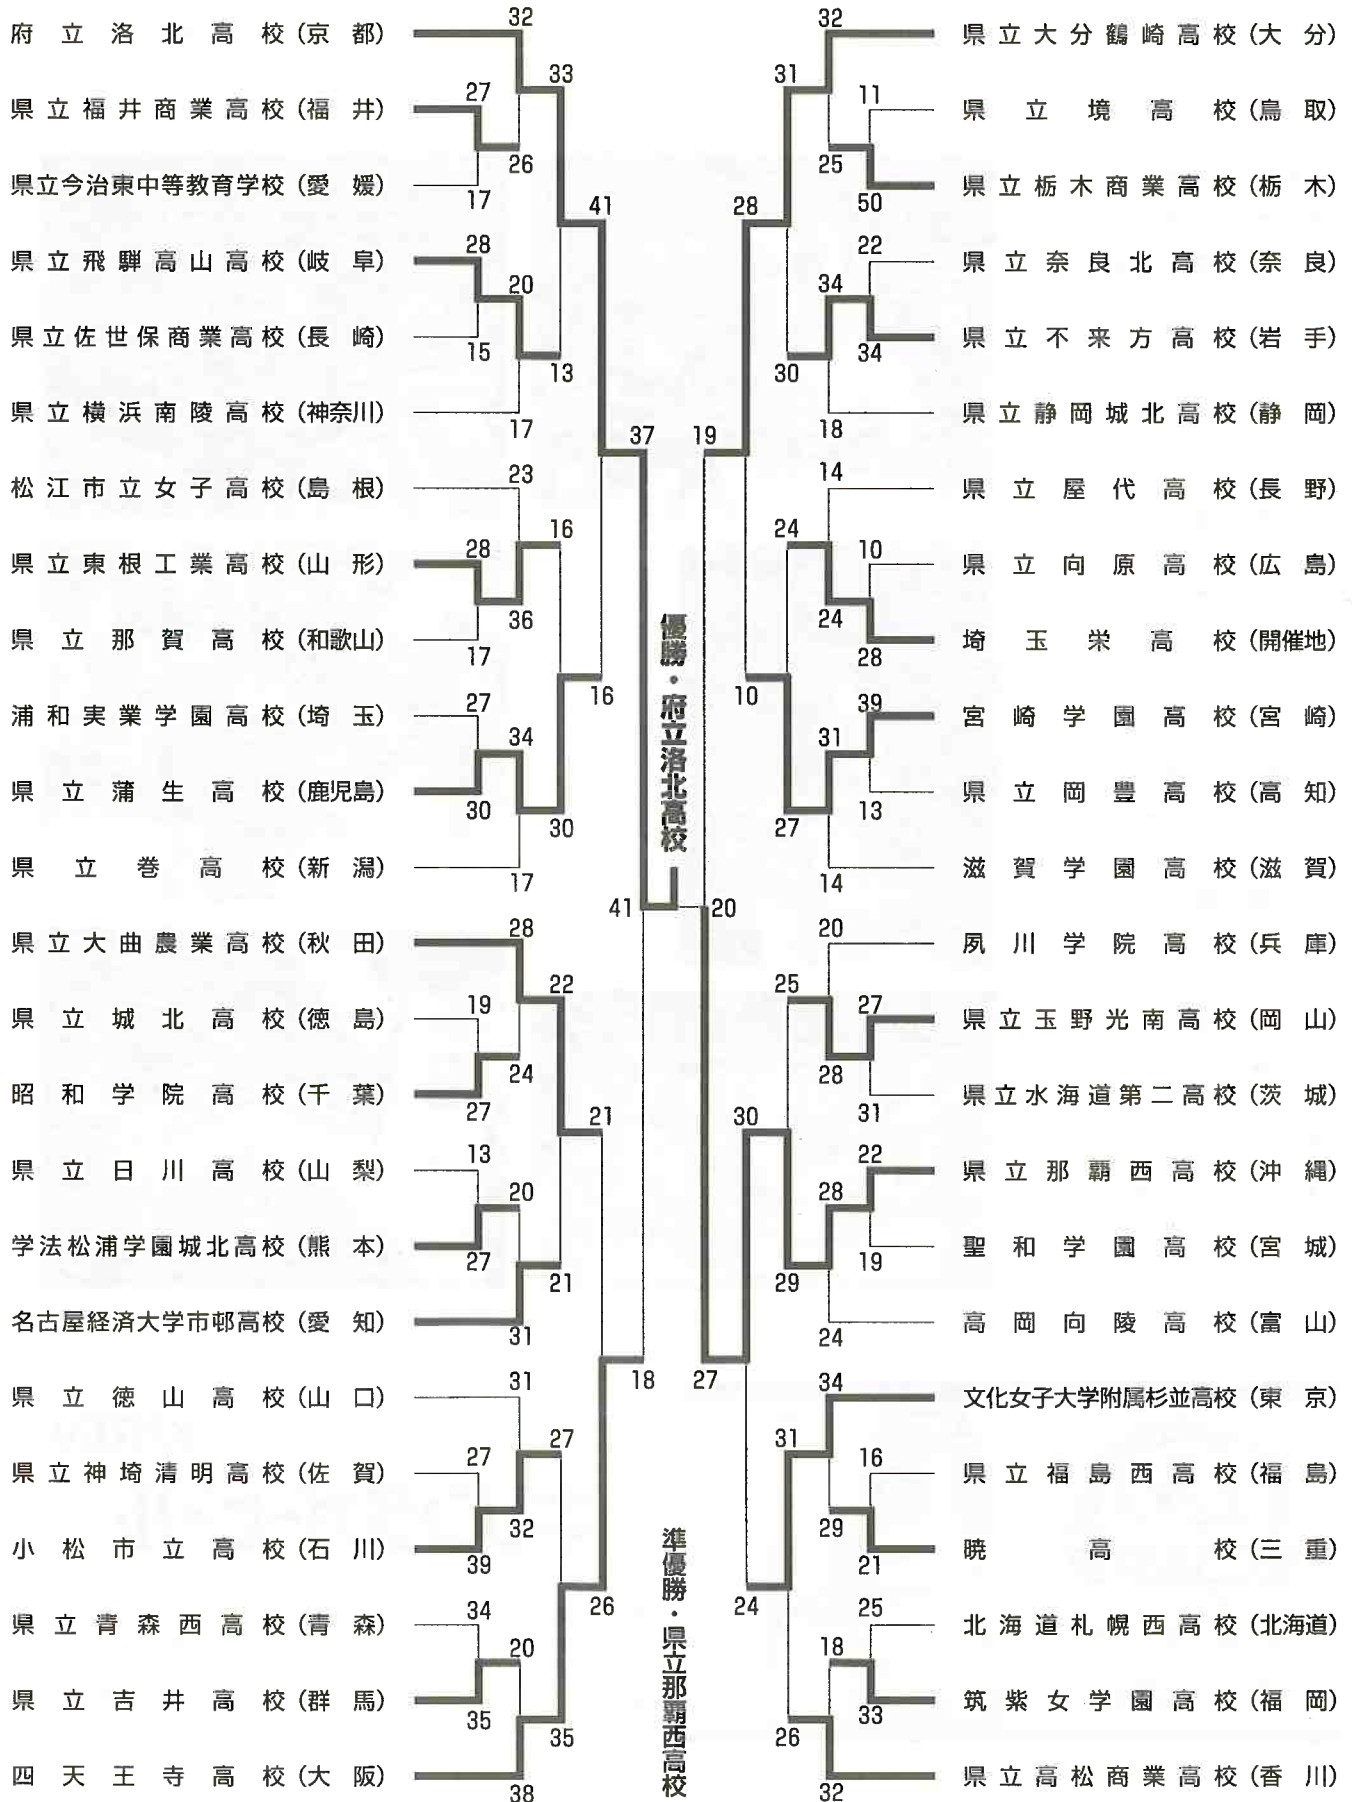 府立洛北高校(京都)
県立福井商業高校(福井)
県立今治東中等教育学校(愛媛)
県立飛騨高山高校(岐阜)
県立佐世保商業高校(長崎)
県立横浜南陵高校(神奈川)
松江市立女子高校(島根)
県立東根工業高校(山形)
県立那賀高校(和歌山)
浦和実業学園高校(埼玉)
県立蒲生高校(鹿児島)
県立巻高校(新潟)
県立大曲農業高校(秋田)
県立城北高校(徳島)
昭和学院高校(千葉)
県立日川高校(山梨)
学法松浦学園城北高校(熊本)
名古屋経済大学市邨高校(愛知)
県立徳山高校(山口)
県立神埼清明高校(佐賀)
小松市立高校(石川)
県立青森西高校(青森)
県立吉井高校(群馬)
四天王寺高校(大阪)
32
27
26
17
33
28
20
15
13
17
41
23
16
28
36
17
16
27
34
30
30
17
37
41
28
22
19
24
27
21
13
20
27
21
31
18
31
27
27
32
39
26
34
20
35
35
38
優勝・府立洛北高校
準優勝・県立那覇西高校
32
31
11
25
50
28
22
34
34
30
18
19
14
24
10
24
28
10
39
31
13
27
14
20
20
25
27
28
31
30
22
28
19
29
24
27
34
31
16
29
21
24
25
18
33
26
32
県立大分鶴崎高校(大分)
県立境高校(鳥取)
県立栃木商業高校(栃木)
県立奈良北高校(奈良)
県立不来方高校(岩手)
県立静岡城北高校(静岡)
県立屋代高校(長野)
県立向原高校(広島)
埼玉栄高校(開催地)
宮崎学園高校(宮崎)
県立岡豊高校(高知)
滋賀学園高校(滋賀)
夙川学院高校(兵庫)
県立玉野光南高校(岡山)
県立水海道第二高校(茨城)
県立那覇西高校(沖縄)
聖和学園高校(宮城)
高岡向陵高校(富山)
文化女子大学附属杉並高校(東京)
県立福島西高校(福島)
暁高校(三重)
北海道札幌西高校(北海道)
筑紫女学園高校(福岡)
県立高松商業高校(香川)